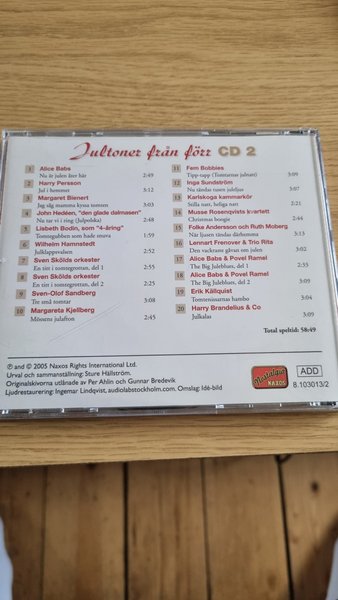 Jultoner från förr CD 2
1 Alice Babs
Nu är julen åter här 2:49
2 Harry Persson
Jul i hemmet 3:12
3 Margaret Bienert
Jag såg mamma kyssa tomten 3:00
4 John Hedén, "den glade dalmasen"
Nu tar vi i ring (Julpolska) 2:48
5 Lisbeth Bodin, som "4-åring"
Tomtegubben som hade snuva 1:59
6 Wilhelm Hamnstedt
Julklappsvalsen 2:52
7 Sven Skölds orkester
En titt i tomtegrottan, del 1 2:55
8 Sven Skölds orkester
En titt i tomtegrottan, del 2 2:55
9 Sven-Olof Sandberg
Tre små tomtar 3:08
10 Margareta Kjellberg
Mössens julafton 2:45
11 Fem Bobbies
Tipp-tapp (Tomtarnas julnatt) 3:09
12 Inga Sundström
Nu tändas tusen juleljus 3:07
13 Karlskoga kammarkör
Stilla natt, heliga natt 2:21
14 Musse Rosenqvists kvartett
Christmas boogie 2:44
15 Folke Andersson och Ruth Moberg
När ljusen tändas därhemma 3:13
16 Lennart Frenover & Trio Rita
Den vackraste gåvan om julen 3:02
17 Alice Babs & Povel Ramel
The Big Juleblues, del 1 2:35
18 Alice Babs & Povel Ramel
The Big Juleblues, del 2 2:38
19 Erik Källquist
Tomtenissarnas hambo 3:04
20 Harry Brandelius & Co
Julkalas 3:09
Total speltid: 58:49
℗ and © 2005 Naxos Rights International Ltd.
Urval och sammanställning: Sture Hällström.
Originalskivorna utlånade av Per Ahlin och Gunnar Bredevik
Ljudrestaurering: Ingemar Lindqvist, audiolabstockholm.com. Omslag: Idé-bild
Nostalgia
NAXOS
ADD
8.103013/2